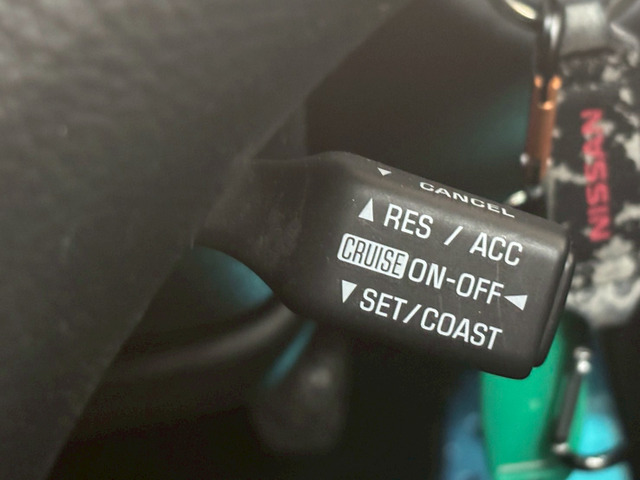 CANCEL
RES / ACC
CRUISE ON-OFF
SET/COAST
NISSAN